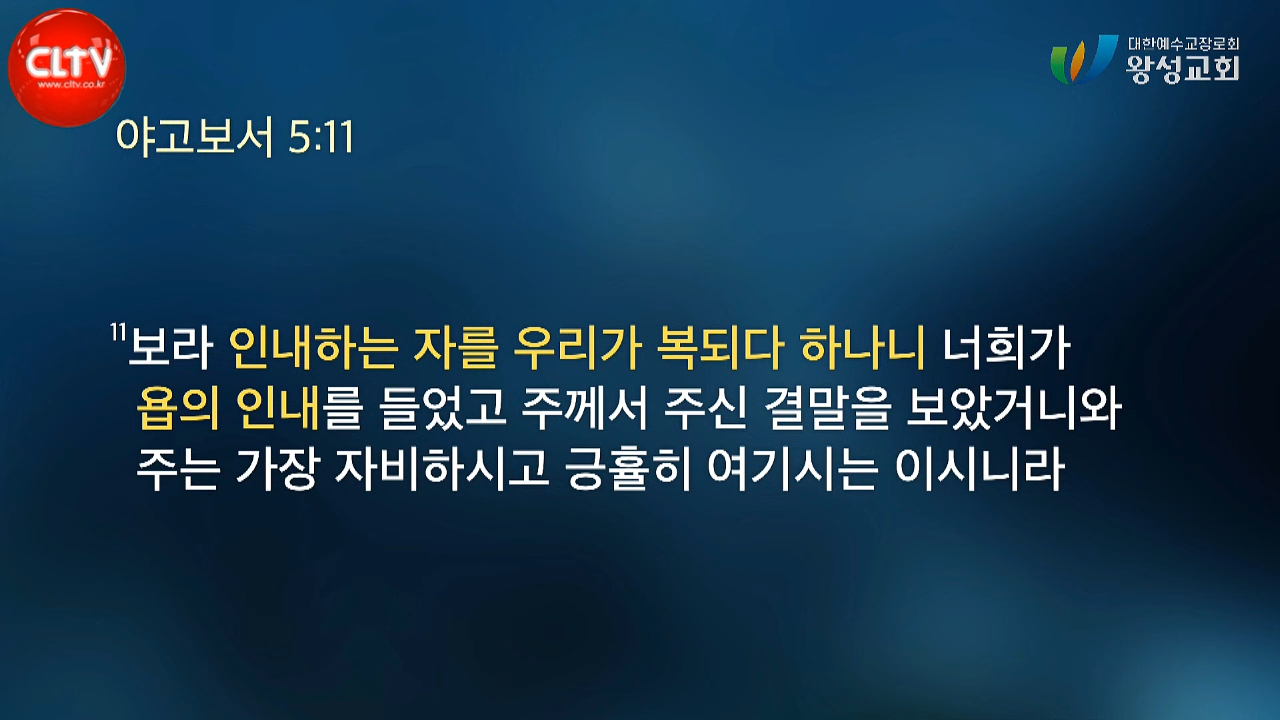 CLTV
www.cltv.co.kr
대한예수교장로회
왕성교회
야고보서 5:11
11보라 인내하는 자를 우리가 복되다 하나니 너희가
욥의 인내를 들었고 주께서 주신 결말을 보았거니와
주는 가장 자비하시고 긍휼히 여기시는 이시니라